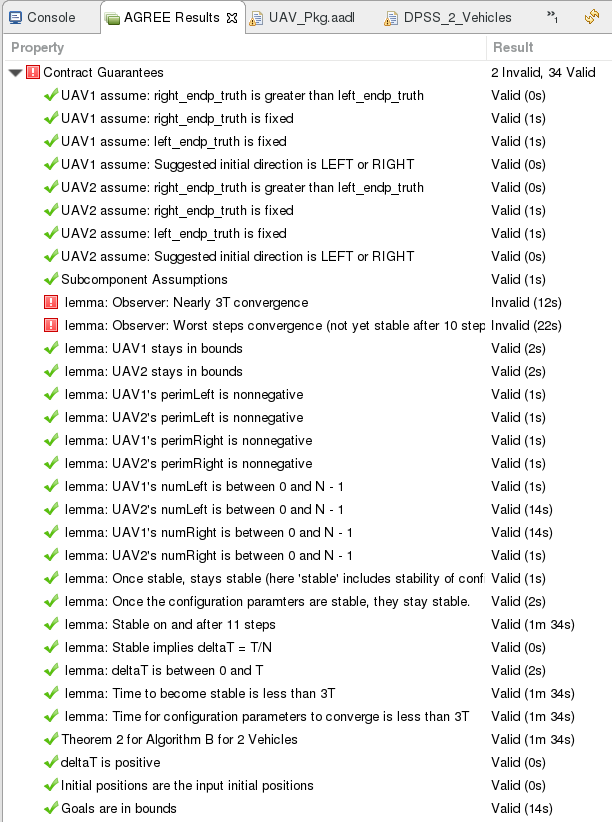 Console AGREE Results UAV_Pkg.aadl DPSS_2_Vehicles »1
Property Result
Contract Guarantees 2 Invalid, 34 Valid
UAV1 assume: right_endp_truth is greater than left_endp_truth Valid (0s)
UAV1 assume: right_endp_truth is fixed Valid (1s)
UAV1 assume: left_endp_truth is fixed Valid (1s)
UAV1 assume: Suggested initial direction is LEFT or RIGHT Valid (0s)
UAV2 assume: right_endp_truth is greater than left_endp_truth Valid (0s)
UAV2 assume: right_endp_truth is fixed Valid (1s)
UAV2 assume: left_endp_truth is fixed Valid (1s)
UAV2 assume: Suggested initial direction is LEFT or RIGHT Valid (0s)
Subcomponent Assumptions Valid (1s)
lemma: Observer: Nearly 3T convergence Invalid (12s)
lemma: Observer: Worst steps convergence (not yet stable after 10 step Invalid (22s)
lemma: UAV1 stays in bounds Valid (2s)
lemma: UAV2 stays in bounds Valid (2s)
lemma: UAV1's perimLeft is nonnegative Valid (1s)
lemma: UAV2's perimLeft is nonnegative Valid (1s)
lemma: UAV1's perimRight is nonnegative Valid (1s)
lemma: UAV2's perimRight is nonnegative Valid (1s)
lemma: UAV1's numLeft is between 0 and N - 1 Valid (1s)
lemma: UAV2's numLeft is between 0 and N - 1 Valid (14s)
lemma: UAV1's numRight is between 0 and N - 1 Valid (14s)
lemma: UAV2's numRight is between 0 and N - 1 Valid (1s)
lemma: Once stable, stays stable (here 'stable' includes stability of conf Valid (1s)
lemma: Once the configuration paramters are stable, they stay stable. Valid (2s)
lemma: Stable on and after 11 steps Valid (1m 34s)
lemma: Stable implies deltaT = T/N Valid (0s)
lemma: deltaT is between 0 and T Valid (2s)
lemma: Time to become stable is less than 3T Valid (1m 34s)
lemma: Time for configuration parameters to converge is less than 3T Valid (1m 34s)
Theorem 2 for Algorithm B for 2 Vehicles Valid (1m 34s)
deltaT is positive Valid (0s)
Initial positions are the input initial positions Valid (0s)
Goals are in bounds Valid (14s)